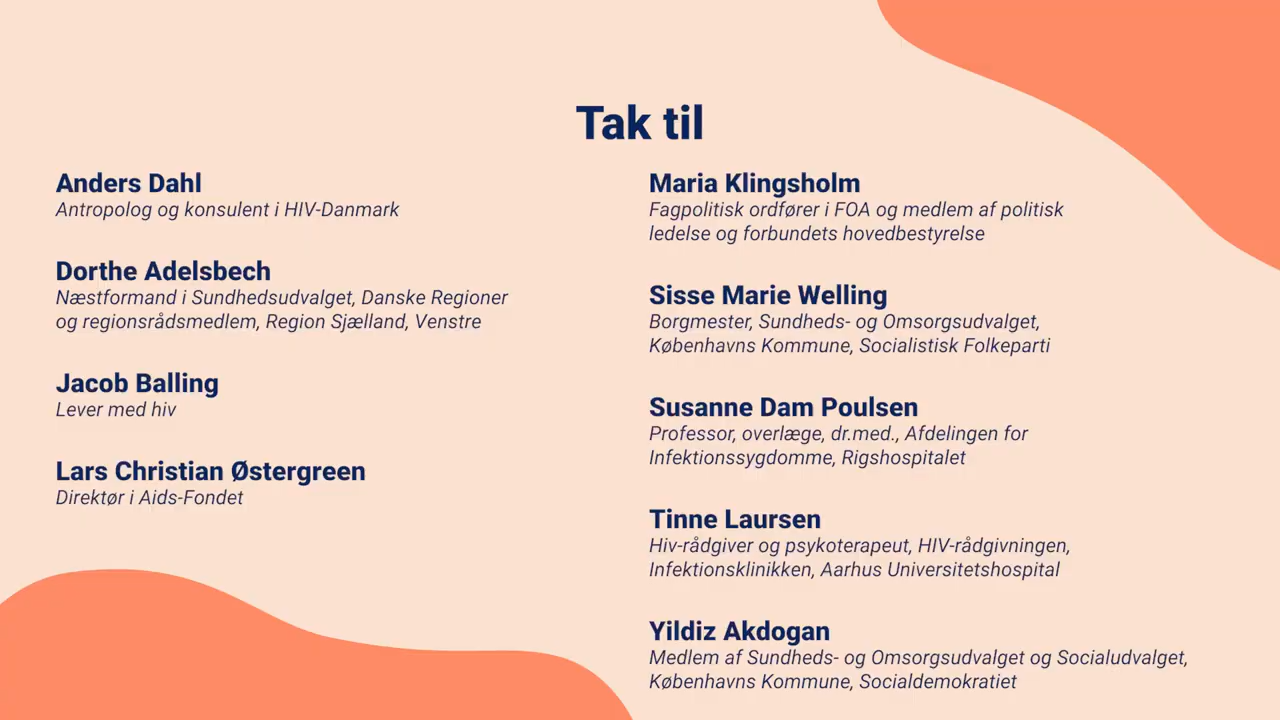 Tak til
Anders Dahl
Antropolog og konsulent i HIV-Danmark
Dorthe Adelsbech
Næstformand i Sundhedsudvalget, Danske Regioner
og regionsrådsmedlem, Region Sjælland, Venstre
Jacob Balling
Lever med hiv
Lars Christian Østergreen
Direktør i Aids-Fondet
Maria Klingsholm
Fagpolitisk ordfører i FOA og medlem af politisk
ledelse og forbundets hovedbestyrelse
Sisse Marie Welling
Borgmester, Sundheds- og Omsorgsudvalget,
Københavns Kommune, Socialistisk Folkeparti
Susanne Dam Poulsen
Professor, overlæge, dr.med., Afdelingen for
Infektionssygdomme, Rigshospitalet
Tinne Laursen
Hiv-rådgiver og psykoterapeut, HIV-rådgivningen,
Infektionsklinikken, Aarhus Universitetshospital
Yildiz Akdogan
Medlem af Sundheds- og Omsorgsudvalget og Socialudvalget,
Københavns Kommune, Socialdemokratiet